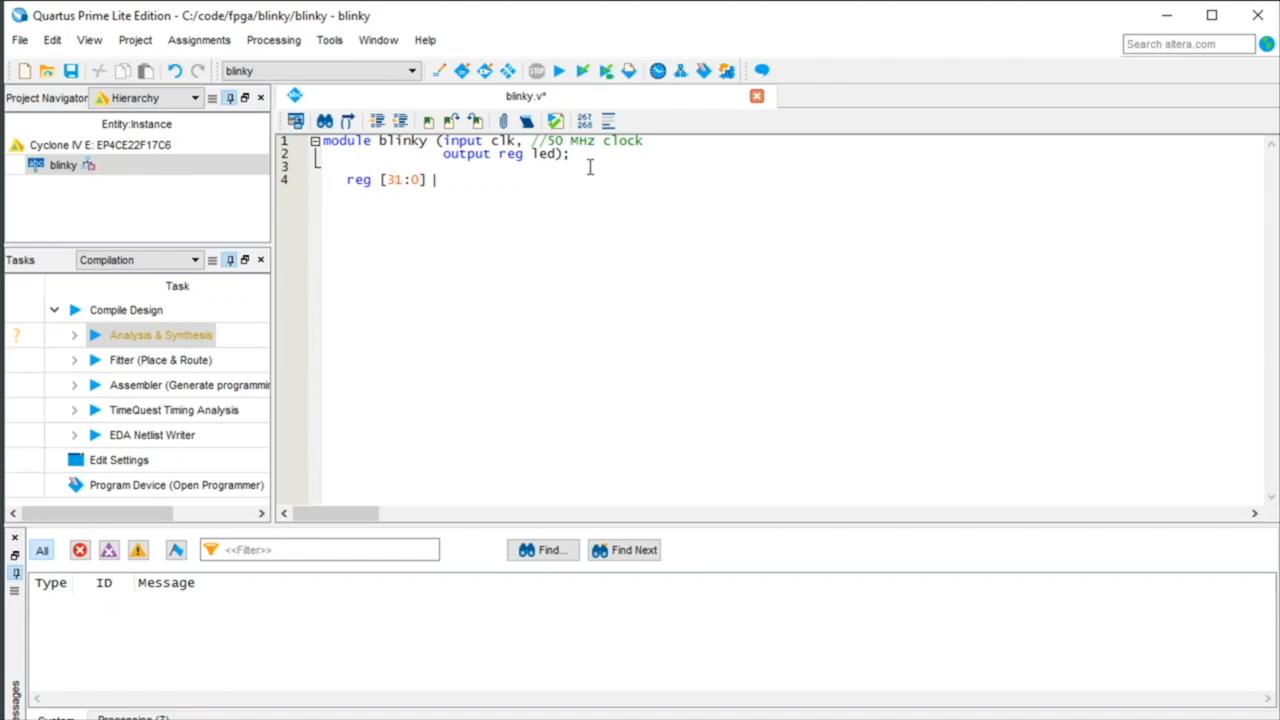 Quartus Prime Lite Edition - C:/code/fpga/blinky/blinky - blinky
File Edit View Project Assignments Processing Tools Window Help
Search altera.com
blinky
Project Navigator Hierarchy
blinky.v*
Entity:Instance
Cyclone IV E: EP4CE22F17C6
blinky
267
268
1 module blinky (input clk, //50 MHz clock
2 output reg led);
3
4 reg [31:0]
Tasks Compilation
Task
Compile Design
? Analysis & Synthesis
Fitter (Place & Route)
Assembler (Generate programmin
TimeQuest Timing Analysis
EDA Netlist Writer
Edit Settings
Program Device (Open Programmer)
All <<Filter>> Find... Find Next
Type ID Message